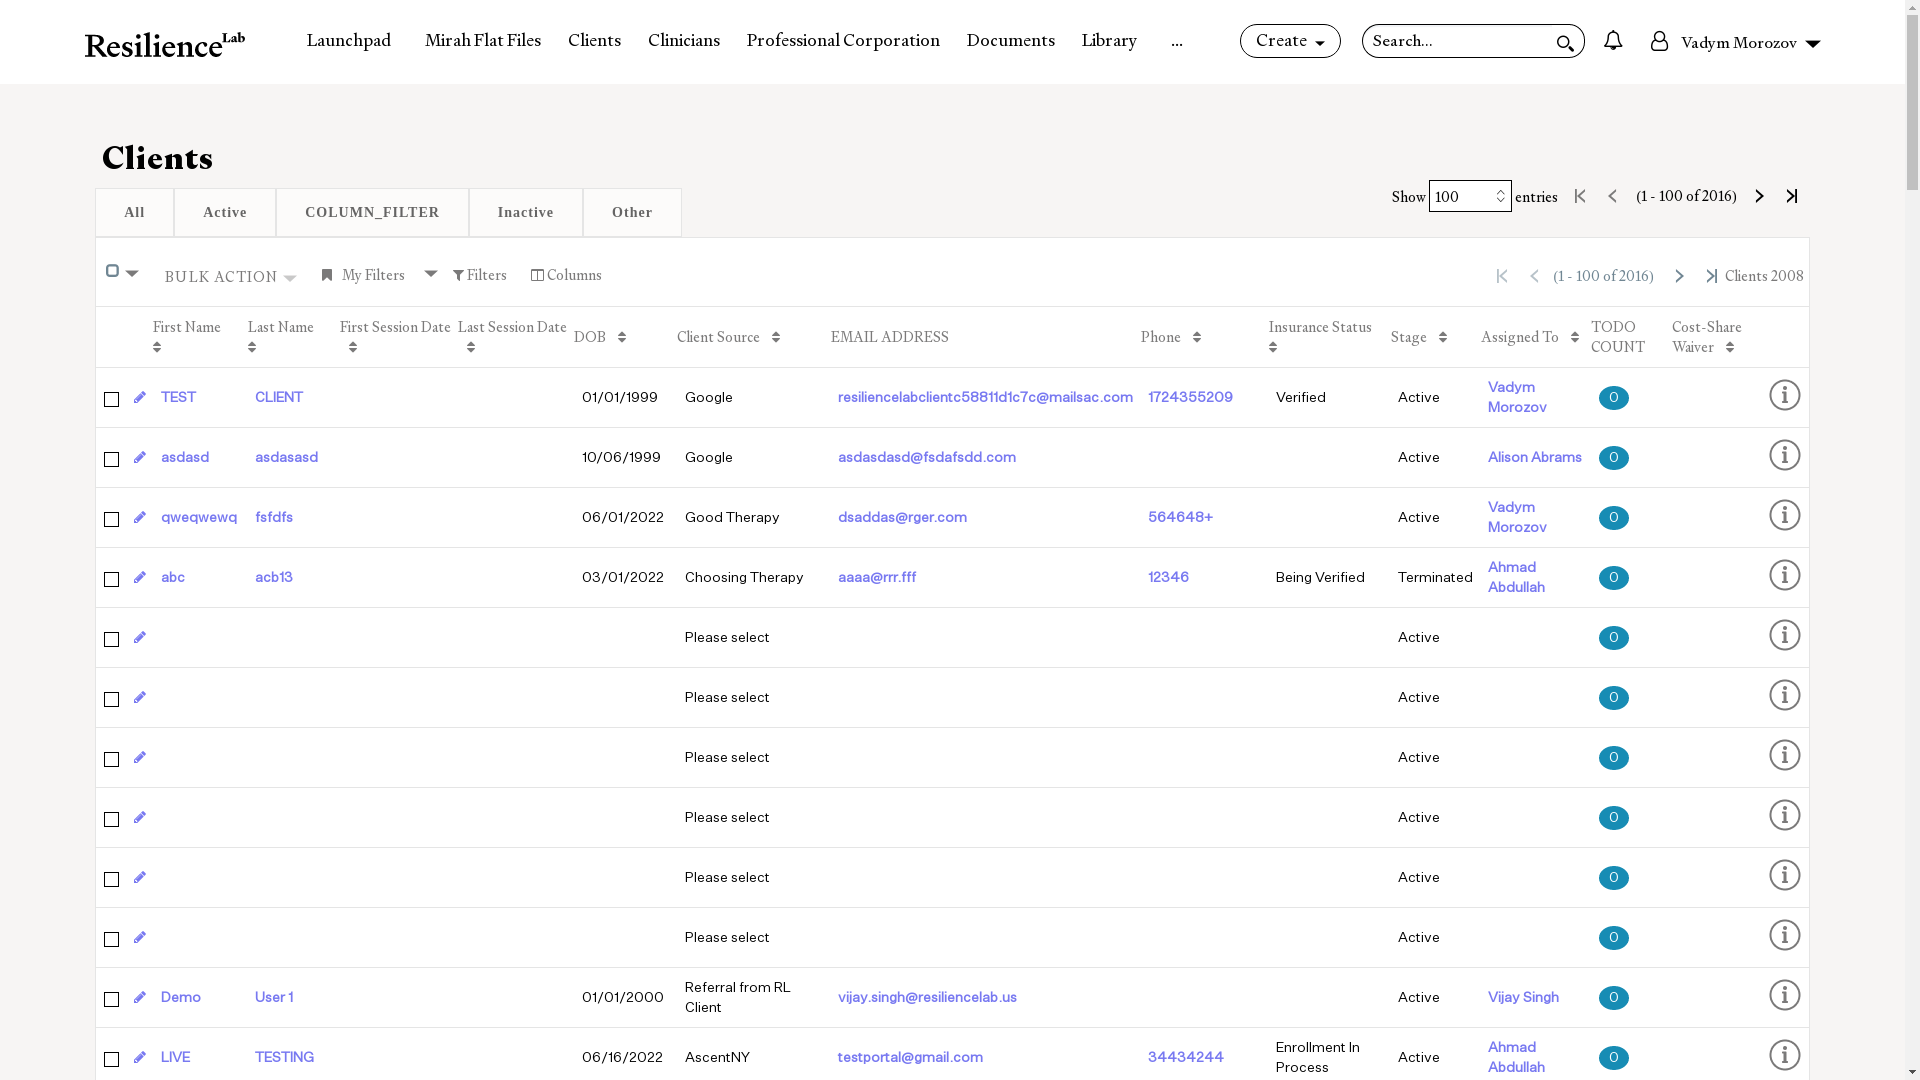 ResilienceLab Launchpad Mirah Flat Files Clients Clinicians Professional Corporation Documents Library ... Create Search... Vadym Morozov
Clients
All Active COLUMN_FILTER Inactive Other
Show 100 entries (1 - 100 of 2016)
BULK ACTION My Filters Filters Columns (1 - 100 of 2016) Clients 2008
First Name Last Name First Session Date Last Session Date DOB Client Source EMAIL ADDRESS Phone Insurance Status Stage Assigned To TODO COUNT Cost-Share Waiver
TEST CLIENT 01/01/1999 Google resiliencelabclientc58811d1c7c@mailsac.com 1724355209 Verified Active Vadym Morozov 0
asdasd asdasasd 10/06/1999 Google asdasdasd@fsdafsdd.com Active Alison Abrams 0
qweqwewq fsfdfs 06/01/2022 Good Therapy dsaddas@rger.com 564648+ Active Vadym Morozov 0
abc acb13 03/01/2022 Choosing Therapy aaaa@rrr.fff 12346 Being Verified Terminated Ahmad Abdullah 0
Please select Active 0
Please select Active 0
Please select Active 0
Please select Active 0
Please select Active 0
Please select Active 0
Demo User 1 01/01/2000 Referral from RL Client vijay.singh@resiliencelab.us Active Vijay Singh 0
LIVE TESTING 06/16/2022 AscentNY testportal@gmail.com 34434244 Enrollment In Process Active Ahmad Abdullah 0